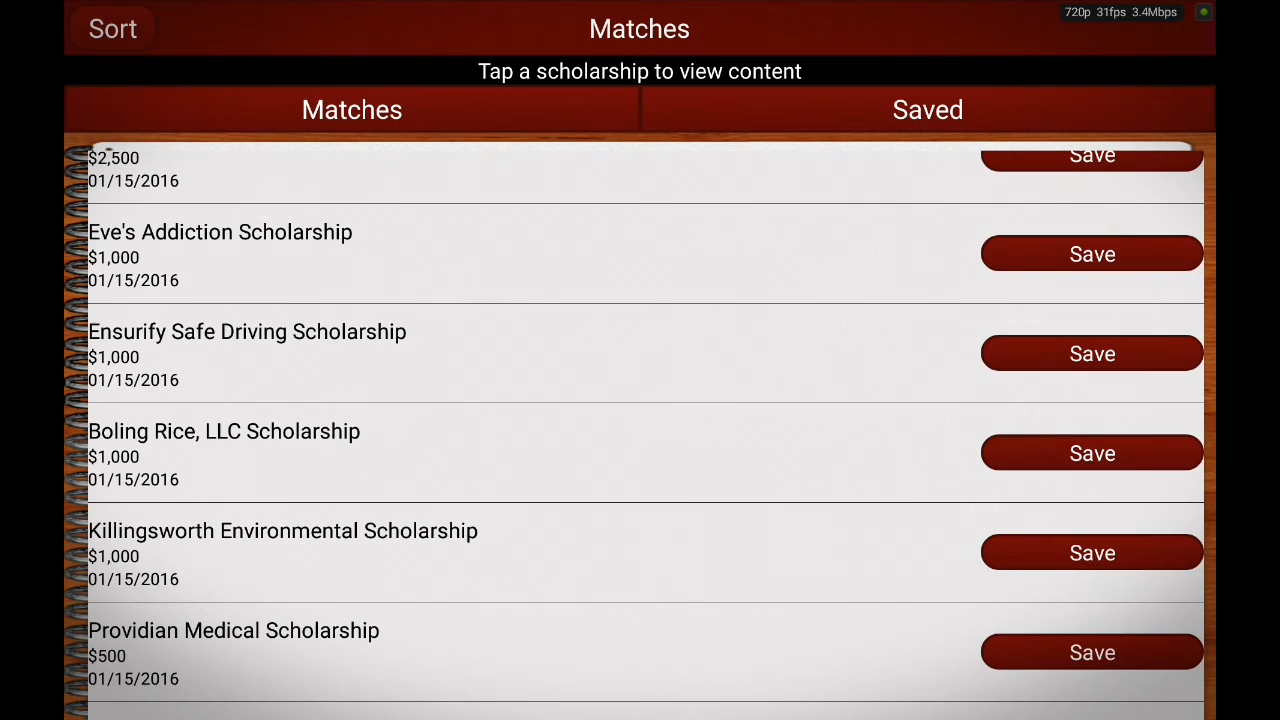 Sort
Matches
720p 31fps 3.4Mbps
Tap a scholarship to view content
Matches
Saved
$2,500
01/15/2016
Save
Eve's Addiction Scholarship
$1,000
01/15/2016
Save
Ensurify Safe Driving Scholarship
$1,000
01/15/2016
Save
Boling Rice, LLC Scholarship
$1,000
01/15/2016
Save
Killingsworth Environmental Scholarship
$1,000
01/15/2016
Save
Providian Medical Scholarship
$500
01/15/2016
Save